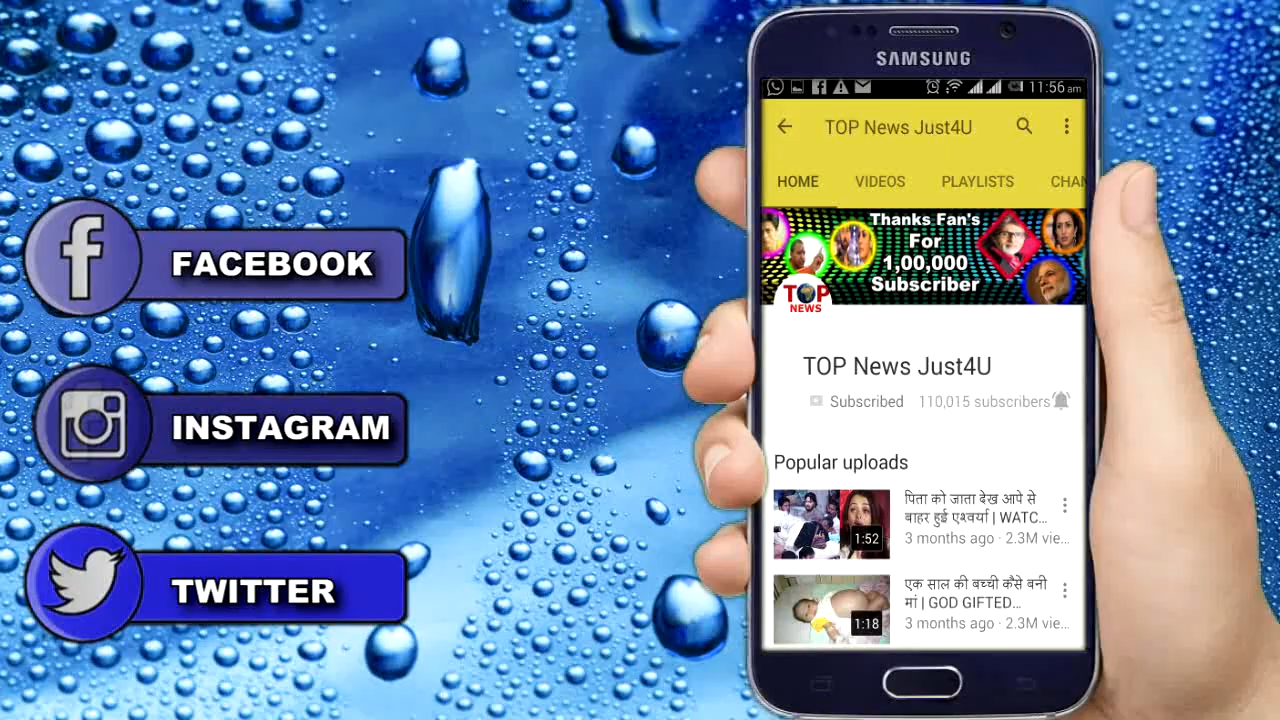 FACEBOOK
INSTAGRAM
TWITTER
SAMSUNG
11:56 am
TOP News Just4U
HOME VIDEOS PLAYLISTS CHAN
Thanks Fan's
For
1,00,000
Subscriber
TOP
NEWS
TOP News Just4U
Subscribed 110,015 subscribers
Popular uploads
पिता को जाता देख आपे से
बाहर हुई एश्वर्या | WATC...
3 months ago · 2.3M vie...
1:52
एक साल की बच्ची कैसे बनी
मां | GOD GIFTED...
3 months ago · 2.3M vie...
1:18